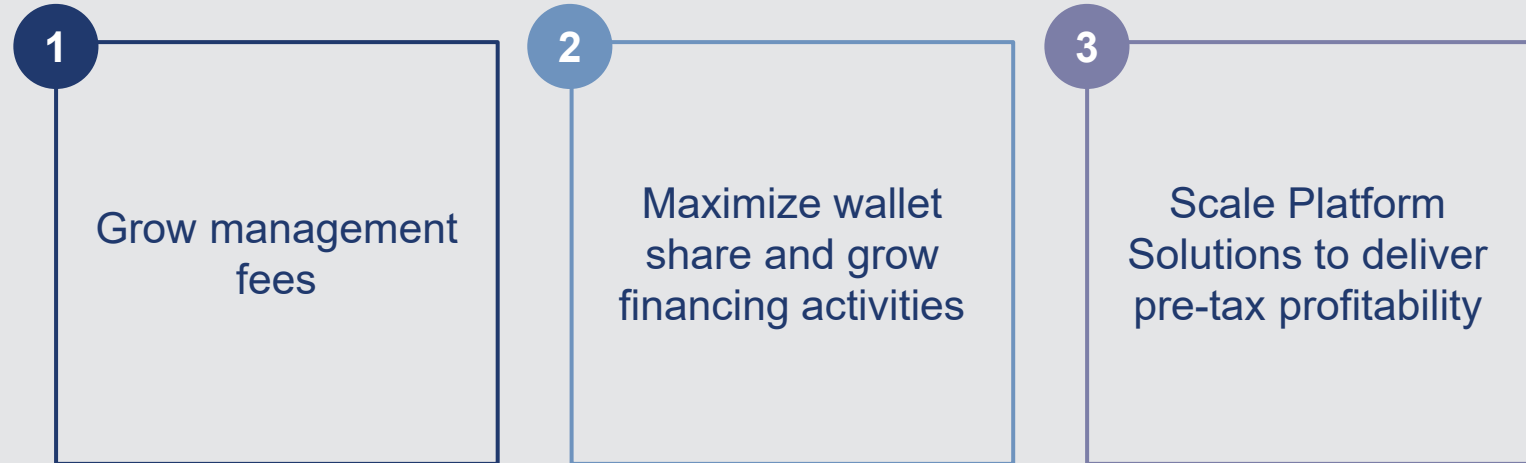 1
Grow management
fees
2
Maximize wallet
share and grow
financing activities
3
Scale Platform
Solutions to deliver
pre-tax profitability